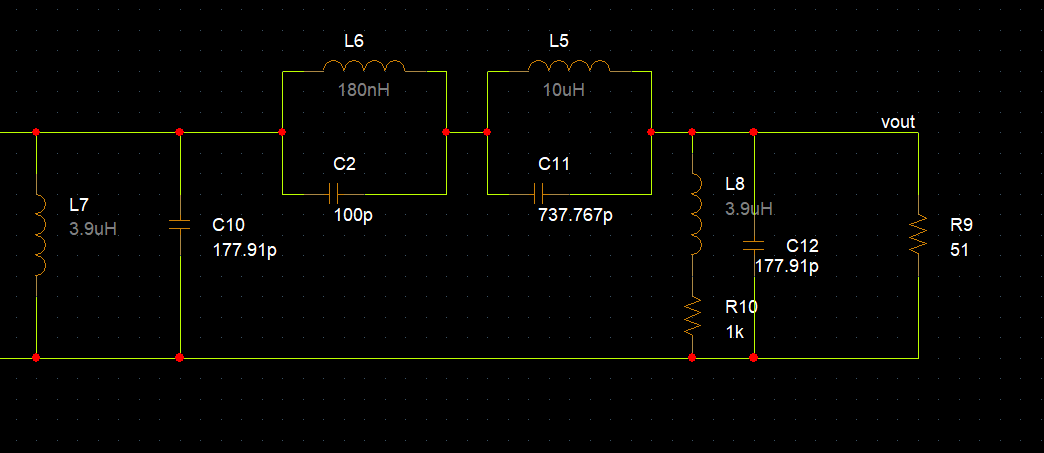 L6
180nH
L5
10uH
vout
C2
100p
C11
737.767p
L7
3.9uH
C10
177.91p
L8
3.9uH
C12
177.91p
R9
51
R10
1k